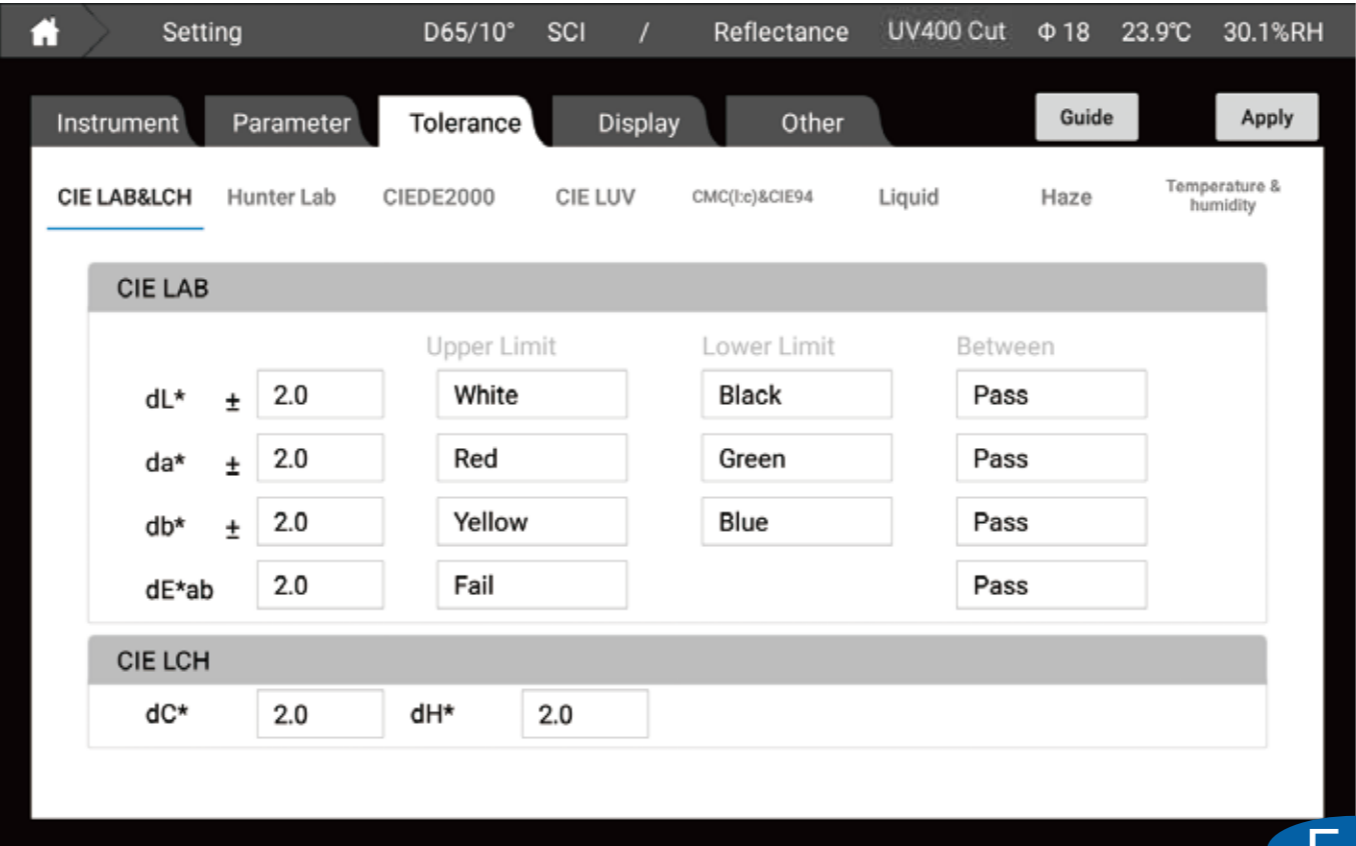 Setting D65/10° SCI / Reflectance UV400 Cut Φ 18 23.9℃ 30.1%RH
Instrument Parameter Tolerance Display Other Guide Apply
CIE LAB&LCH Hunter Lab CIEDE2000 CIE LUV CMC(l:c)&CIE94 Liquid Haze Temperature &
humidity
CIE LAB
Upper Limit Lower Limit Between
dL* ± 2.0 White Black Pass
da* ± 2.0 Red Green Pass
db* ± 2.0 Yellow Blue Pass
dE*ab 2.0 Fail Pass
CIE LCH
dC* 2.0 dH* 2.0